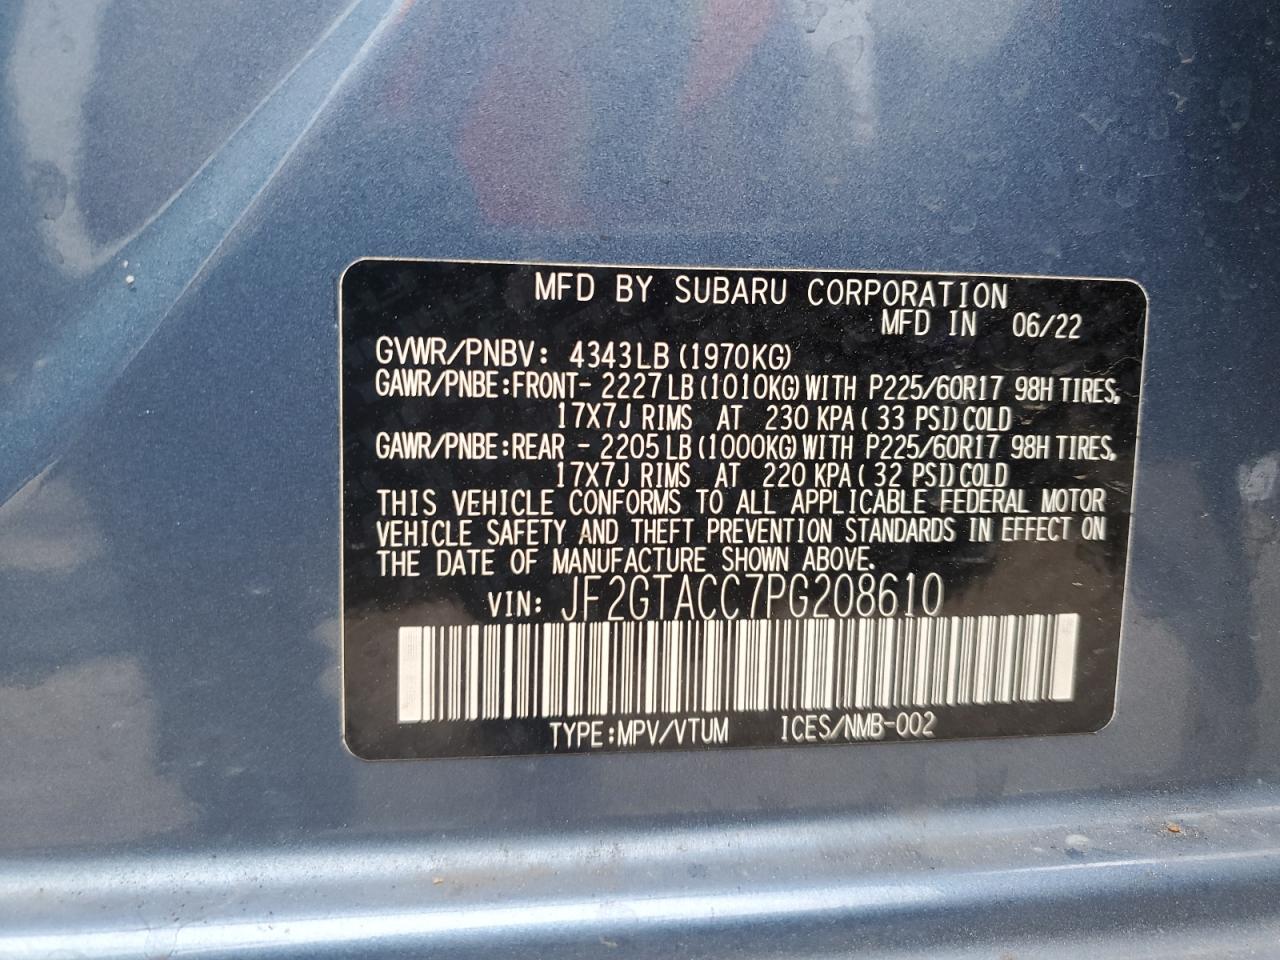 MFD BY SUBARU CORPORATION
MFD IN 06/22
GVWR/PNBV: 4343LB (1970KG)
GAWR/PNBE:FRONT- 2227 LB (1010KG) WITH P225/60R17 98H TIRES,
17X7J RIMS AT 230 KPA ( 33 PSI) COLD
GAWR/PNBE:REAR - 2205 LB (1000KG) WITH P225/60R17 98H TIRES,
17X7J RIMS AT 220 KPA ( 32 PSI) COLD
THIS VEHICLE CONFORMS TO ALL APPLICABLE FEDERAL MOTOR
VEHICLE SAFETY AND THEFT PREVENTION STANDARDS IN EFFECT ON
THE DATE OF MANUFACTURE SHOWN ABOVE.
VIN: JF2GTACC7PG208610
TYPE:MPV/VTUM ICES/NMB-002